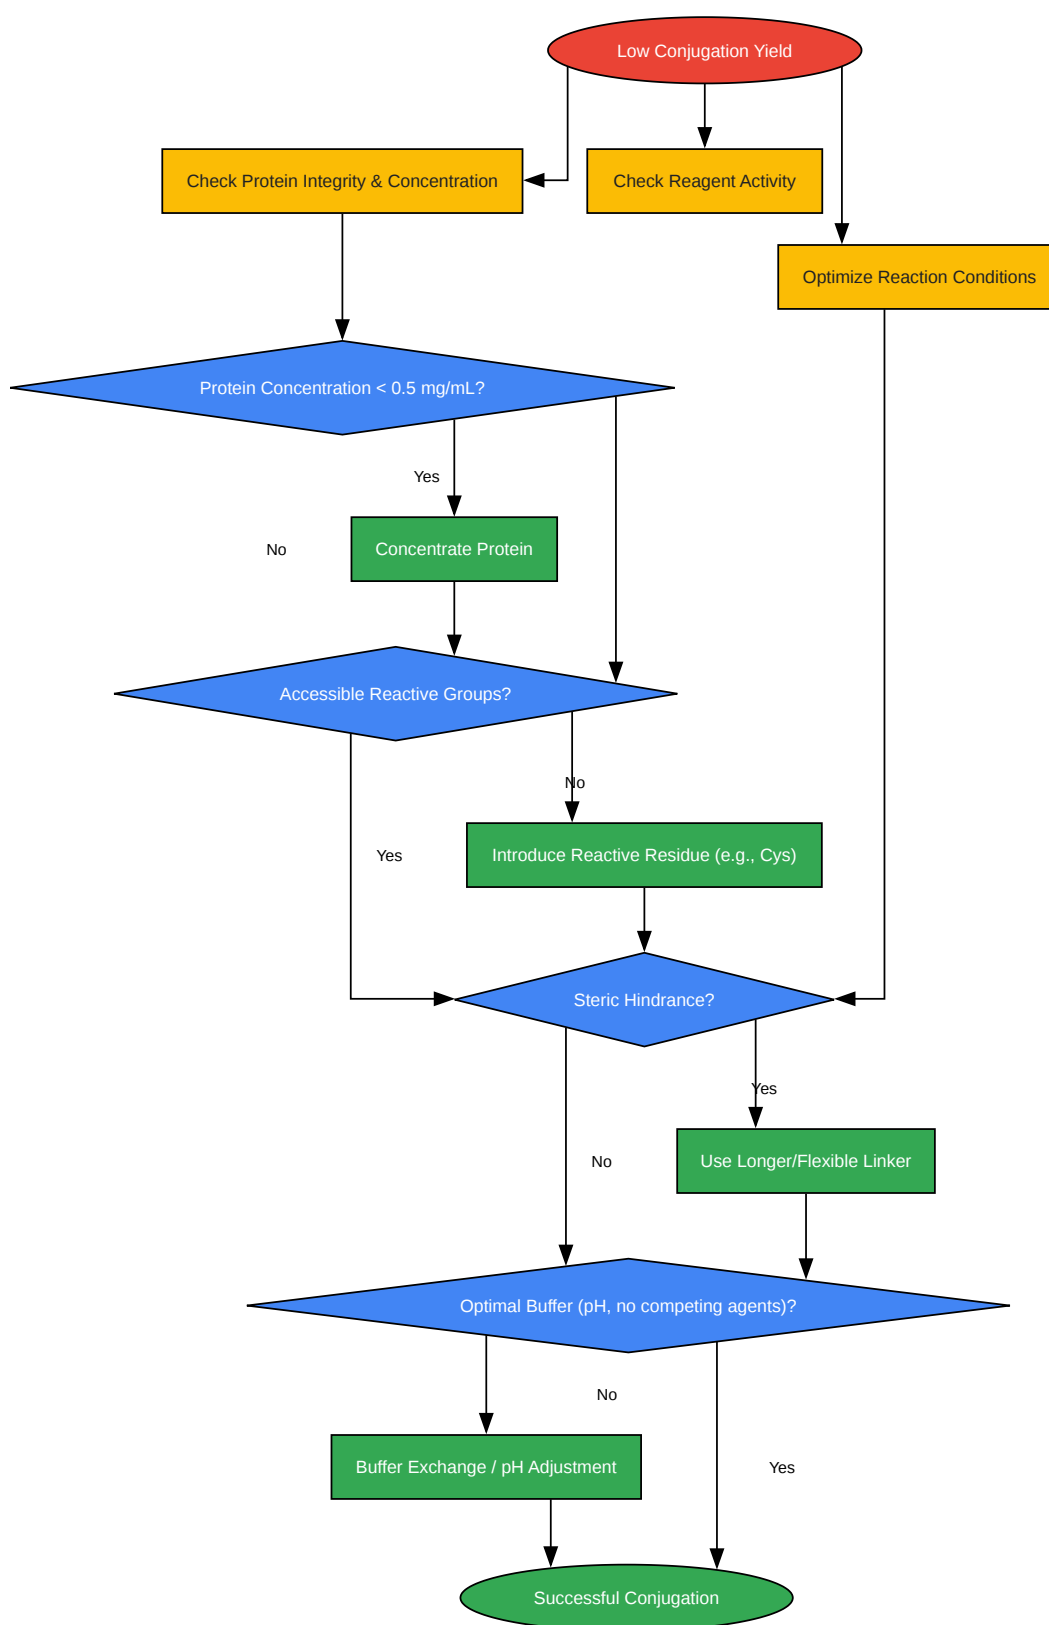 Low Conjugation Yield
Check Protein Integrity & Concentration
Check Reagent Activity
Optimize Reaction Conditions
Protein Concentration < 0.5 mg/mL?
Yes
No
Concentrate Protein
Accessible Reactive Groups?
No
Yes
Introduce Reactive Residue (e.g., Cys)
Steric Hindrance?
Yes
No
Use Longer/Flexible Linker
Optimal Buffer (pH, no competing agents)?
No
Buffer Exchange / pH Adjustment
Yes
Successful Conjugation